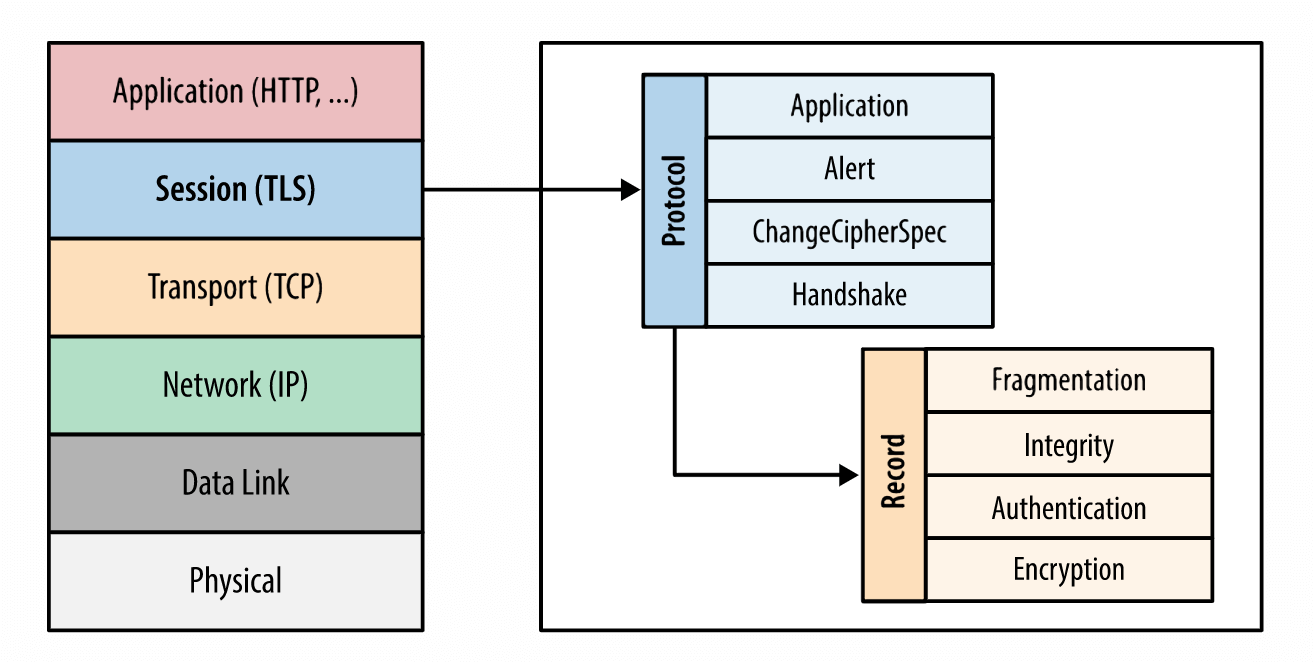 Application (HTTP, ...)
Session (TLS)
Transport (TCP)
Network (IP)
Data Link
Physical
Protocol
Application
Alert
ChangeCipherSpec
Handshake
Record
Fragmentation
Integrity
Authentication
Encryption